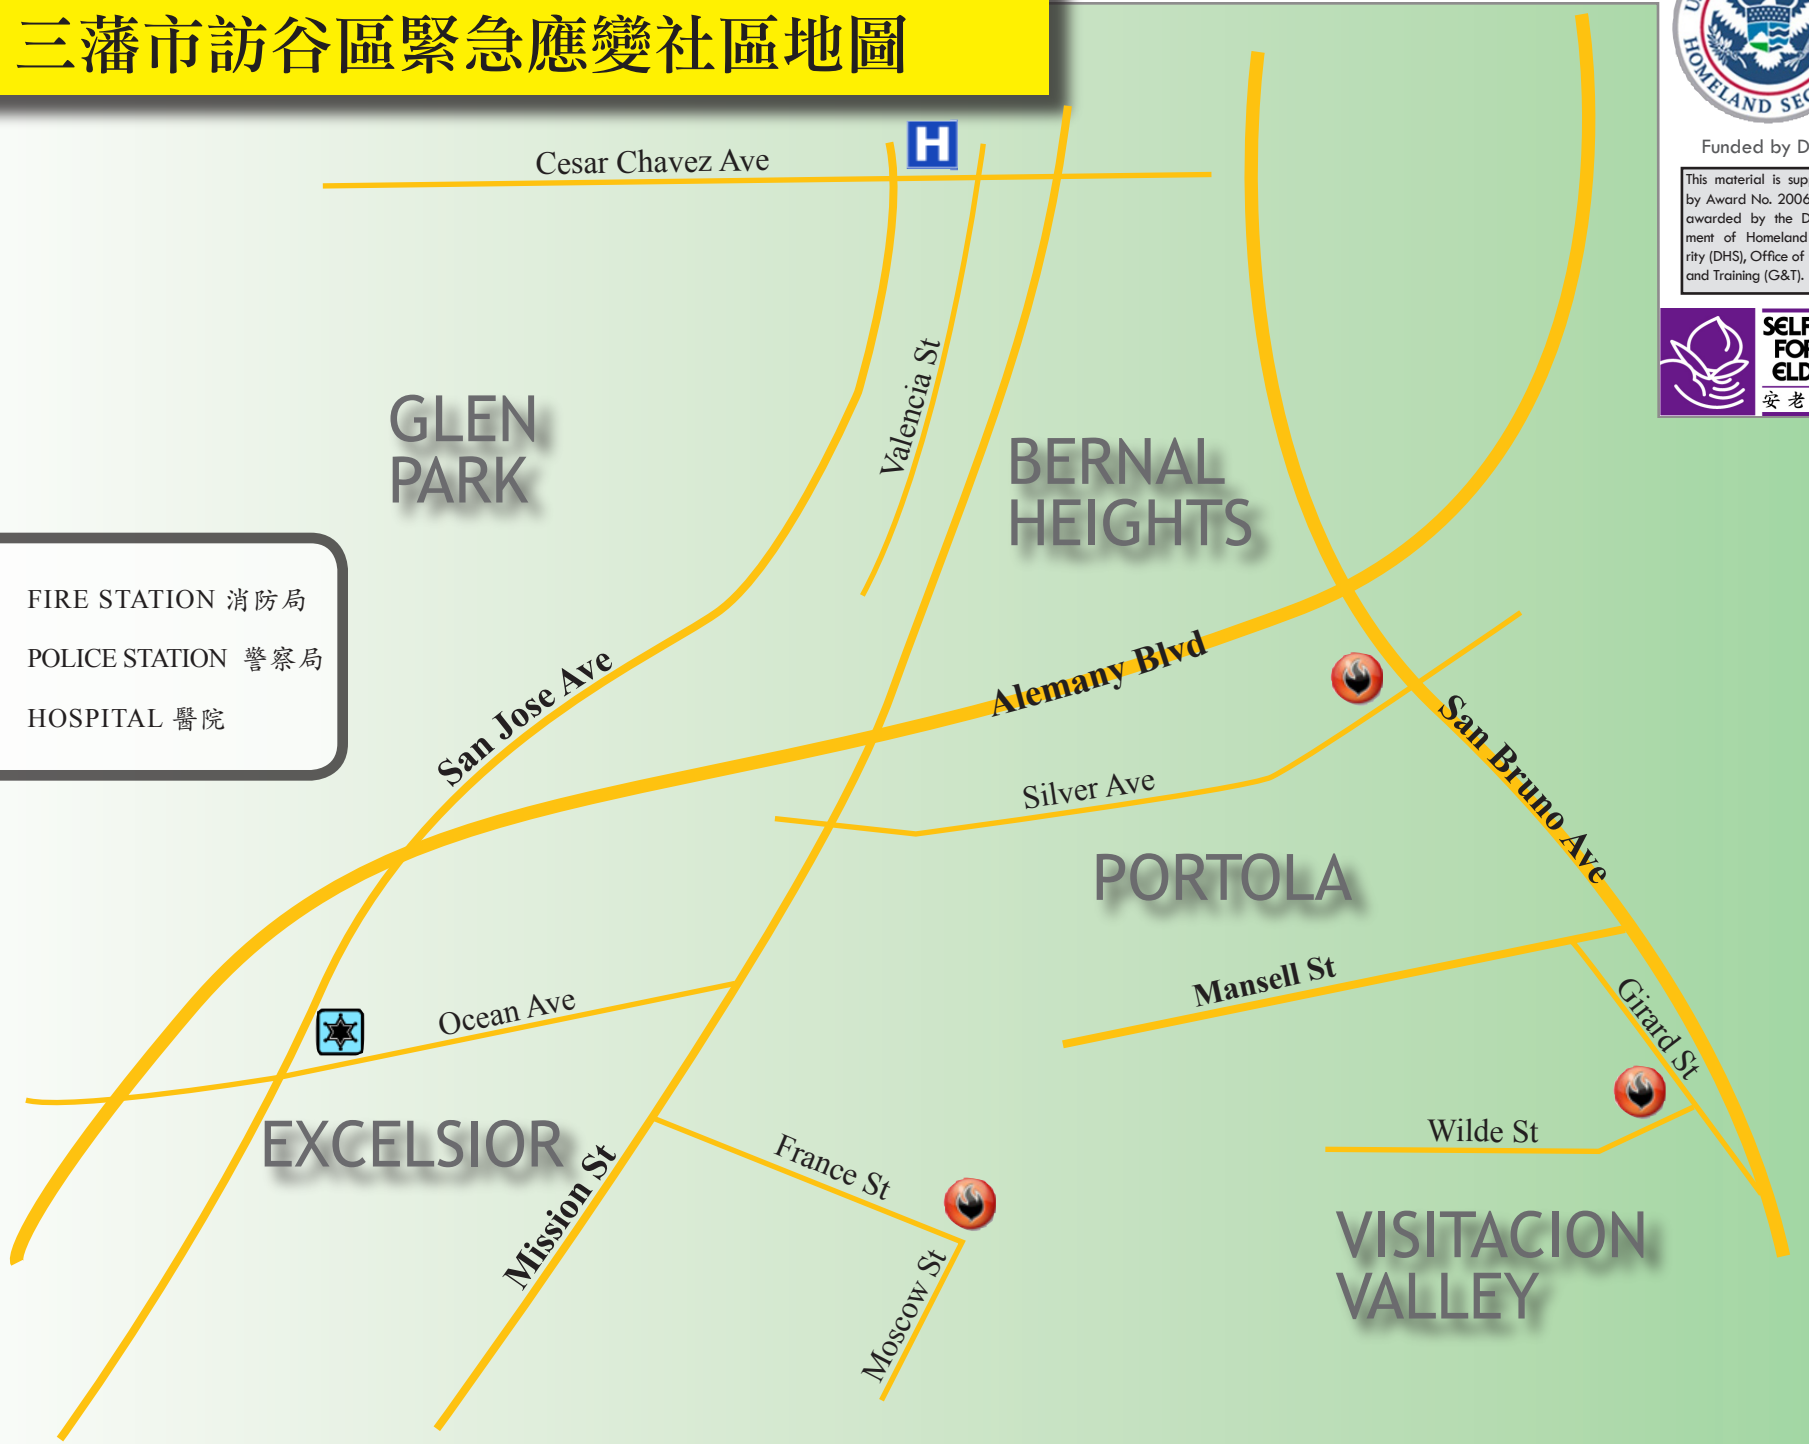 三藩市訪谷區緊急應變社區地圖
HOMELAND SEC
Funded by D
This material is sup
by Award No. 2006
awarded by the D
ment of Homeland
rity (DHS), Office of
and Training (G&T).
SELF
FOR
ELD
安老
H
Cesar Chavez Ave
Valencia St
GLEN
PARK
BERNAL
HEIGHTS
FIRE STATION 消防局
POLICE STATION 警察局
HOSPITAL 醫院
San Jose Ave
Alemany Blvd
San Bruno Ave
Silver Ave
PORTOLA
Mansell St
Girard St
Ocean Ave
EXCELSIOR
Mission St
France St
Moscow St
Wilde St
VISITACION
VALLEY